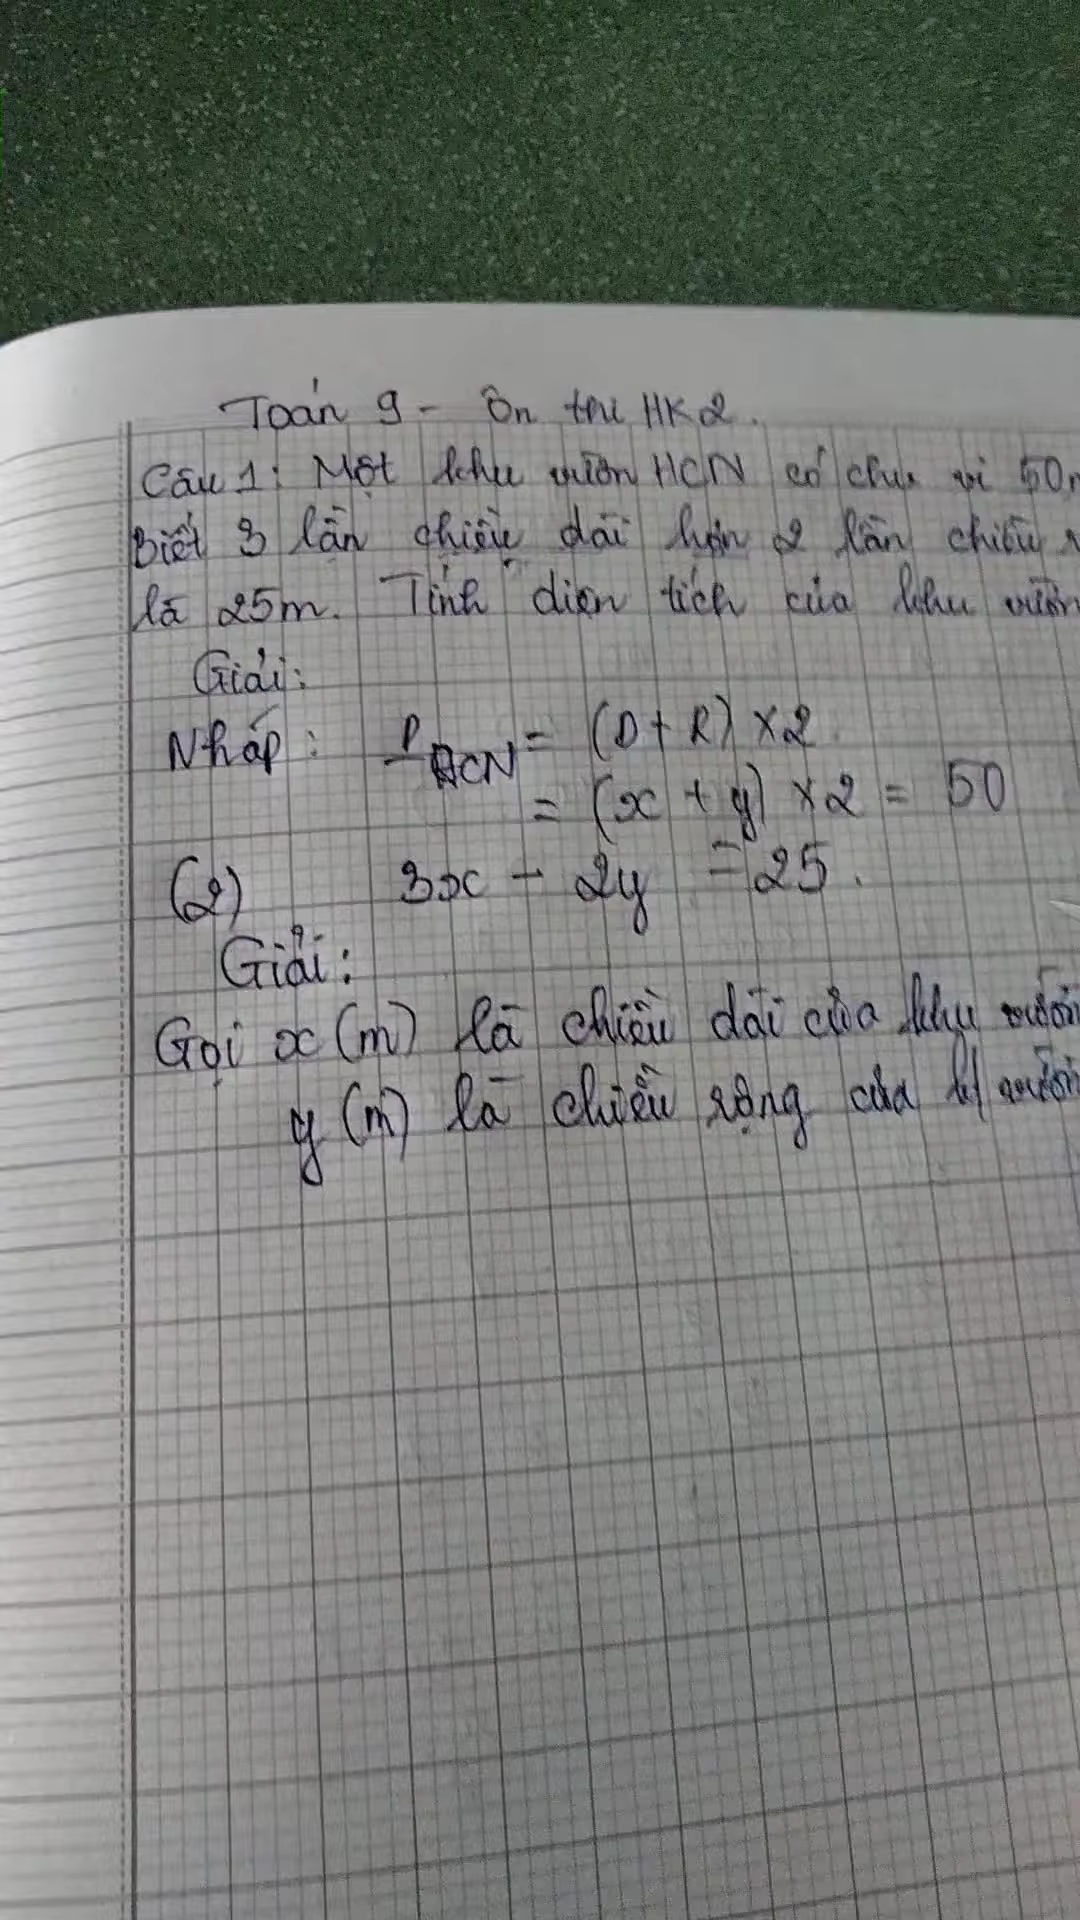 Toán 9 - Ôn thi HK2.
Câu 1: Một khu vườn HCN có chu vi 50m
Biết 3 lần chiều dài hơn 2 lần chiều
là 25m. Tính diện tích của khu vườn
Giải:
Nháp: P HCN = (D + R) × 2
= (x + y) × 2 = 50
(2) 3x - 2y = 25.
Giải:
Gọi x (m) là chiều dài của khu vườn
y (m) là chiều rộng của vườn